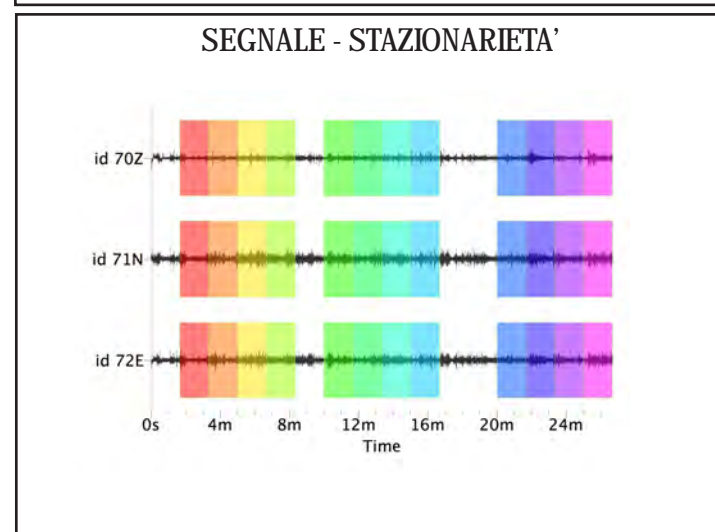 SEGNALE - STAZIONARIETA'
id 70Z
id 71N
id 72E
0s 4m 8m 12m 16m 20m 24m
Time